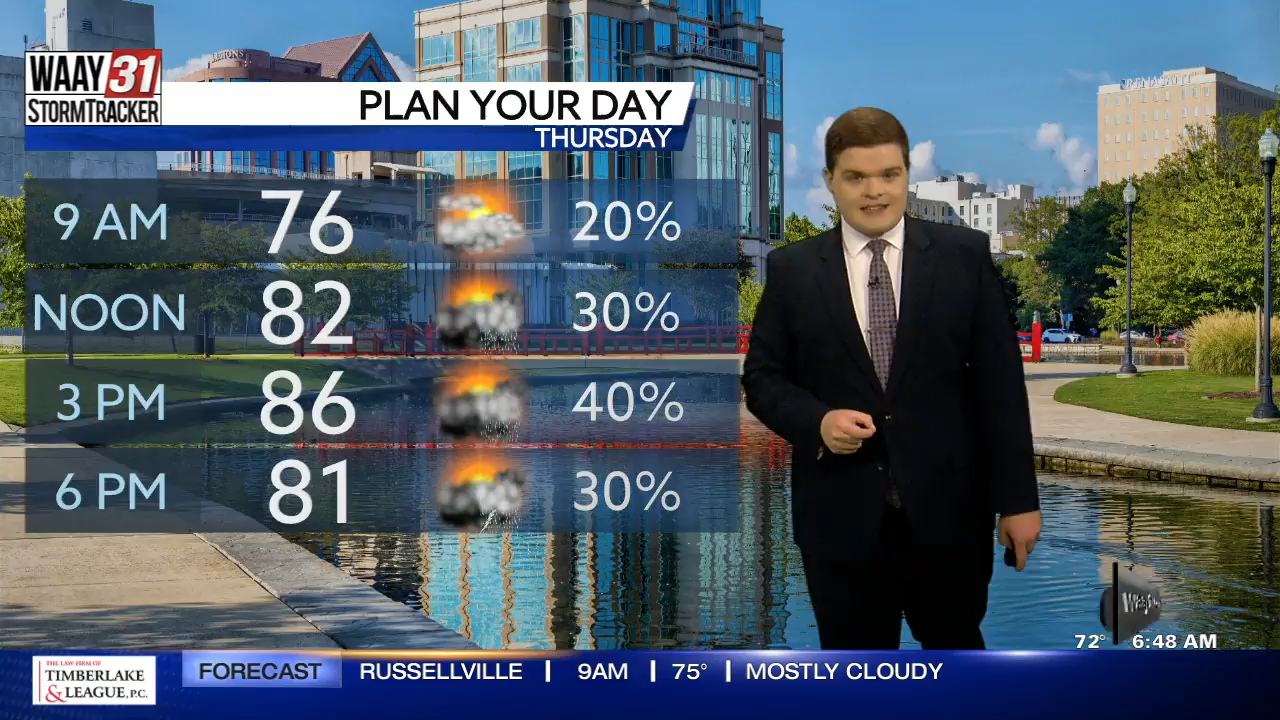 WAAY 31
STORMTRACKER
PLAN YOUR DAY
THURSDAY
9 AM 76 20%
NOON 82 30%
3 PM 86 40%
6 PM 81 30%
72° 6:48 AM
THE LAW FIRM OF
TIMBERLAKE
& LEAGUE, P.C.
FORECAST RUSSELLVILLE | 9AM | 75° | MOSTLY CLOUDY